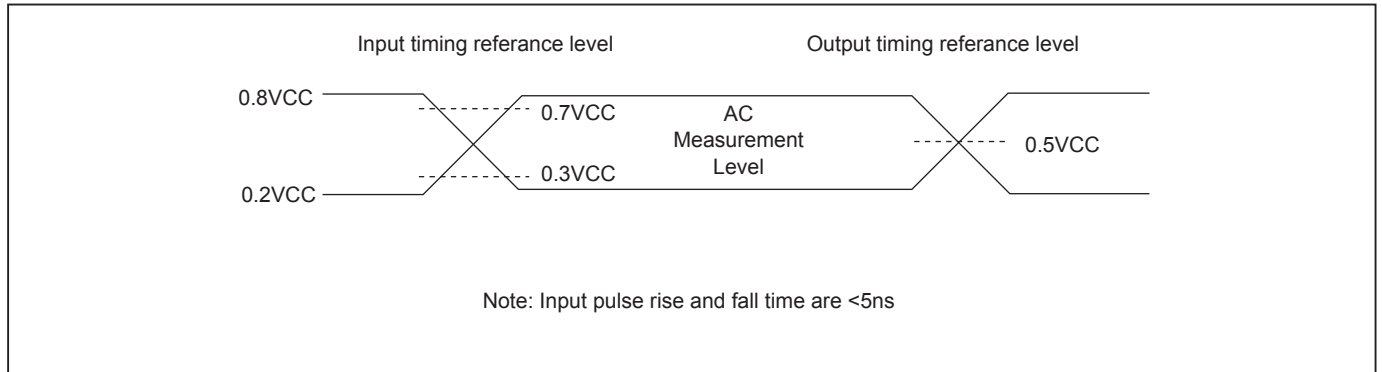 Input timing referance level
Output timing referance level
0.8VCC
0.7VCC
AC
Measurement
Level
0.5VCC
0.3VCC
0.2VCC
Note: Input pulse rise and fall time are <5ns